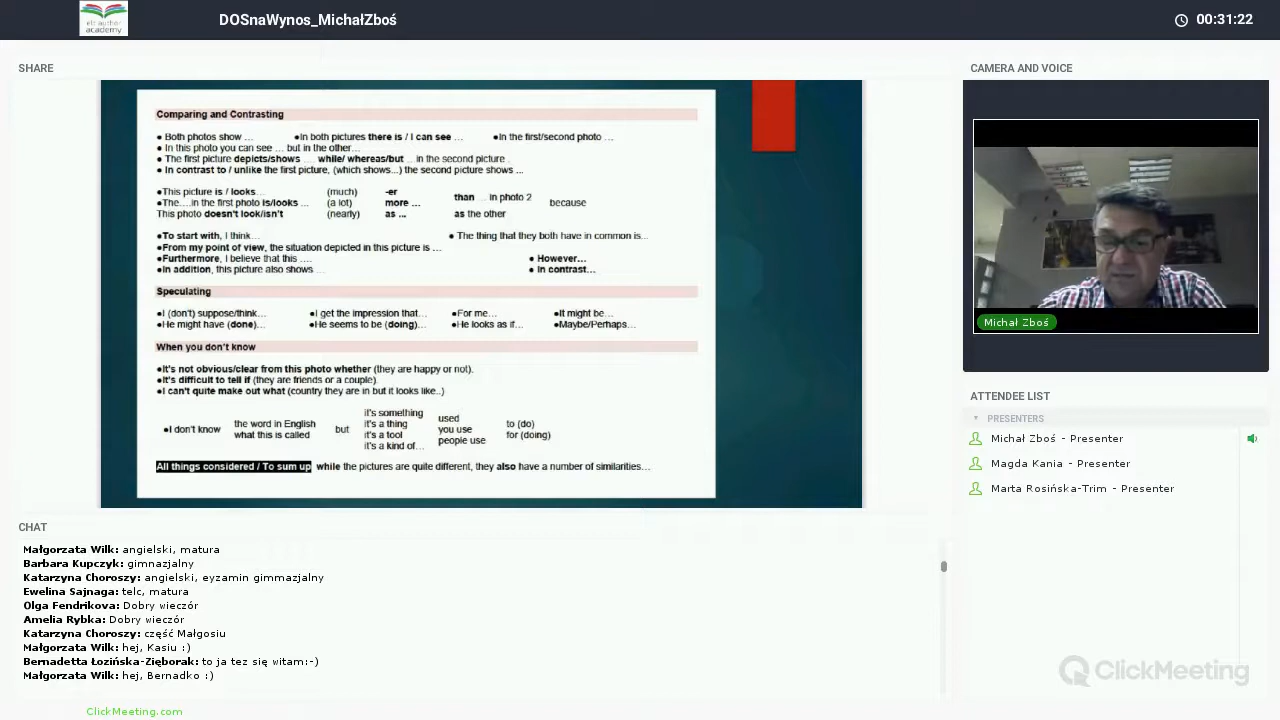 elt author
academy
DOSnaWynos_MichałZboś
00:31:22
SHARE
CAMERA AND VOICE
Comparing and Contrasting
● Both photos show … ●In both pictures there is / I can see … ●In the first/second photo …
● In this photo you can see … but in the other…
● The first picture depicts/shows … while/ whereas/but … in the second picture .
● In contrast to / unlike the first picture, (which shows...) the second picture shows ...
●This picture is / looks… (much) -er
●The….in the first photo is/looks … (a lot) more … than … in photo 2 because
This photo doesn't look/isn't (nearly) as ... as the other
●To start with, I think… ● The thing that they both have in common is...
●From my point of view, the situation depicted in this picture is …
●Furthermore, I believe that this …. ● However…
●In addition, this picture also shows … ● In contrast…
Speculating
●I (don't) suppose/think… ●I get the impression that… ●For me… ●It might be…
●He might have (done)… ●He seems to be (doing)… ●He looks as if… ●Maybe/Perhaps…
When you don't know
●It's not obvious/clear from this photo whether (they are happy or not).
●It's difficult to tell if (they are friends or a couple).
●I can't quite make out what (country they are in but it looks like..)
●I don't know the word in English what this is called but it's something it's a thing it's a tool it's a kind of… used you use people use to (do) for (doing)
All things considered / To sum up while the pictures are quite different, they also have a number of similarities…
Michał Zboś
ATTENDEE LIST
PRESENTERS
Michał Zboś - Presenter
Magda Kania - Presenter
Marta Rosińska-Trim - Presenter
CHAT
Małgorzata Wilk: angielski, matura
Barbara Kupczyk: gimnazjalny
Katarzyna Choroszy: angielski, eyzamin gimmazjalny
Ewelina Sajnaga: telc, matura
Olga Fendrikova: Dobry wieczór
Amelia Rybka: Dobry wieczór
Katarzyna Choroszy: część Małgosiu
Małgorzata Wilk: hej, Kasiu :)
Bernadetta Łozińska-Zięborak: to ja tez się witam:-)
Małgorzata Wilk: hej, Bernadko :)
ClickMeeting
ClickMeeting.com